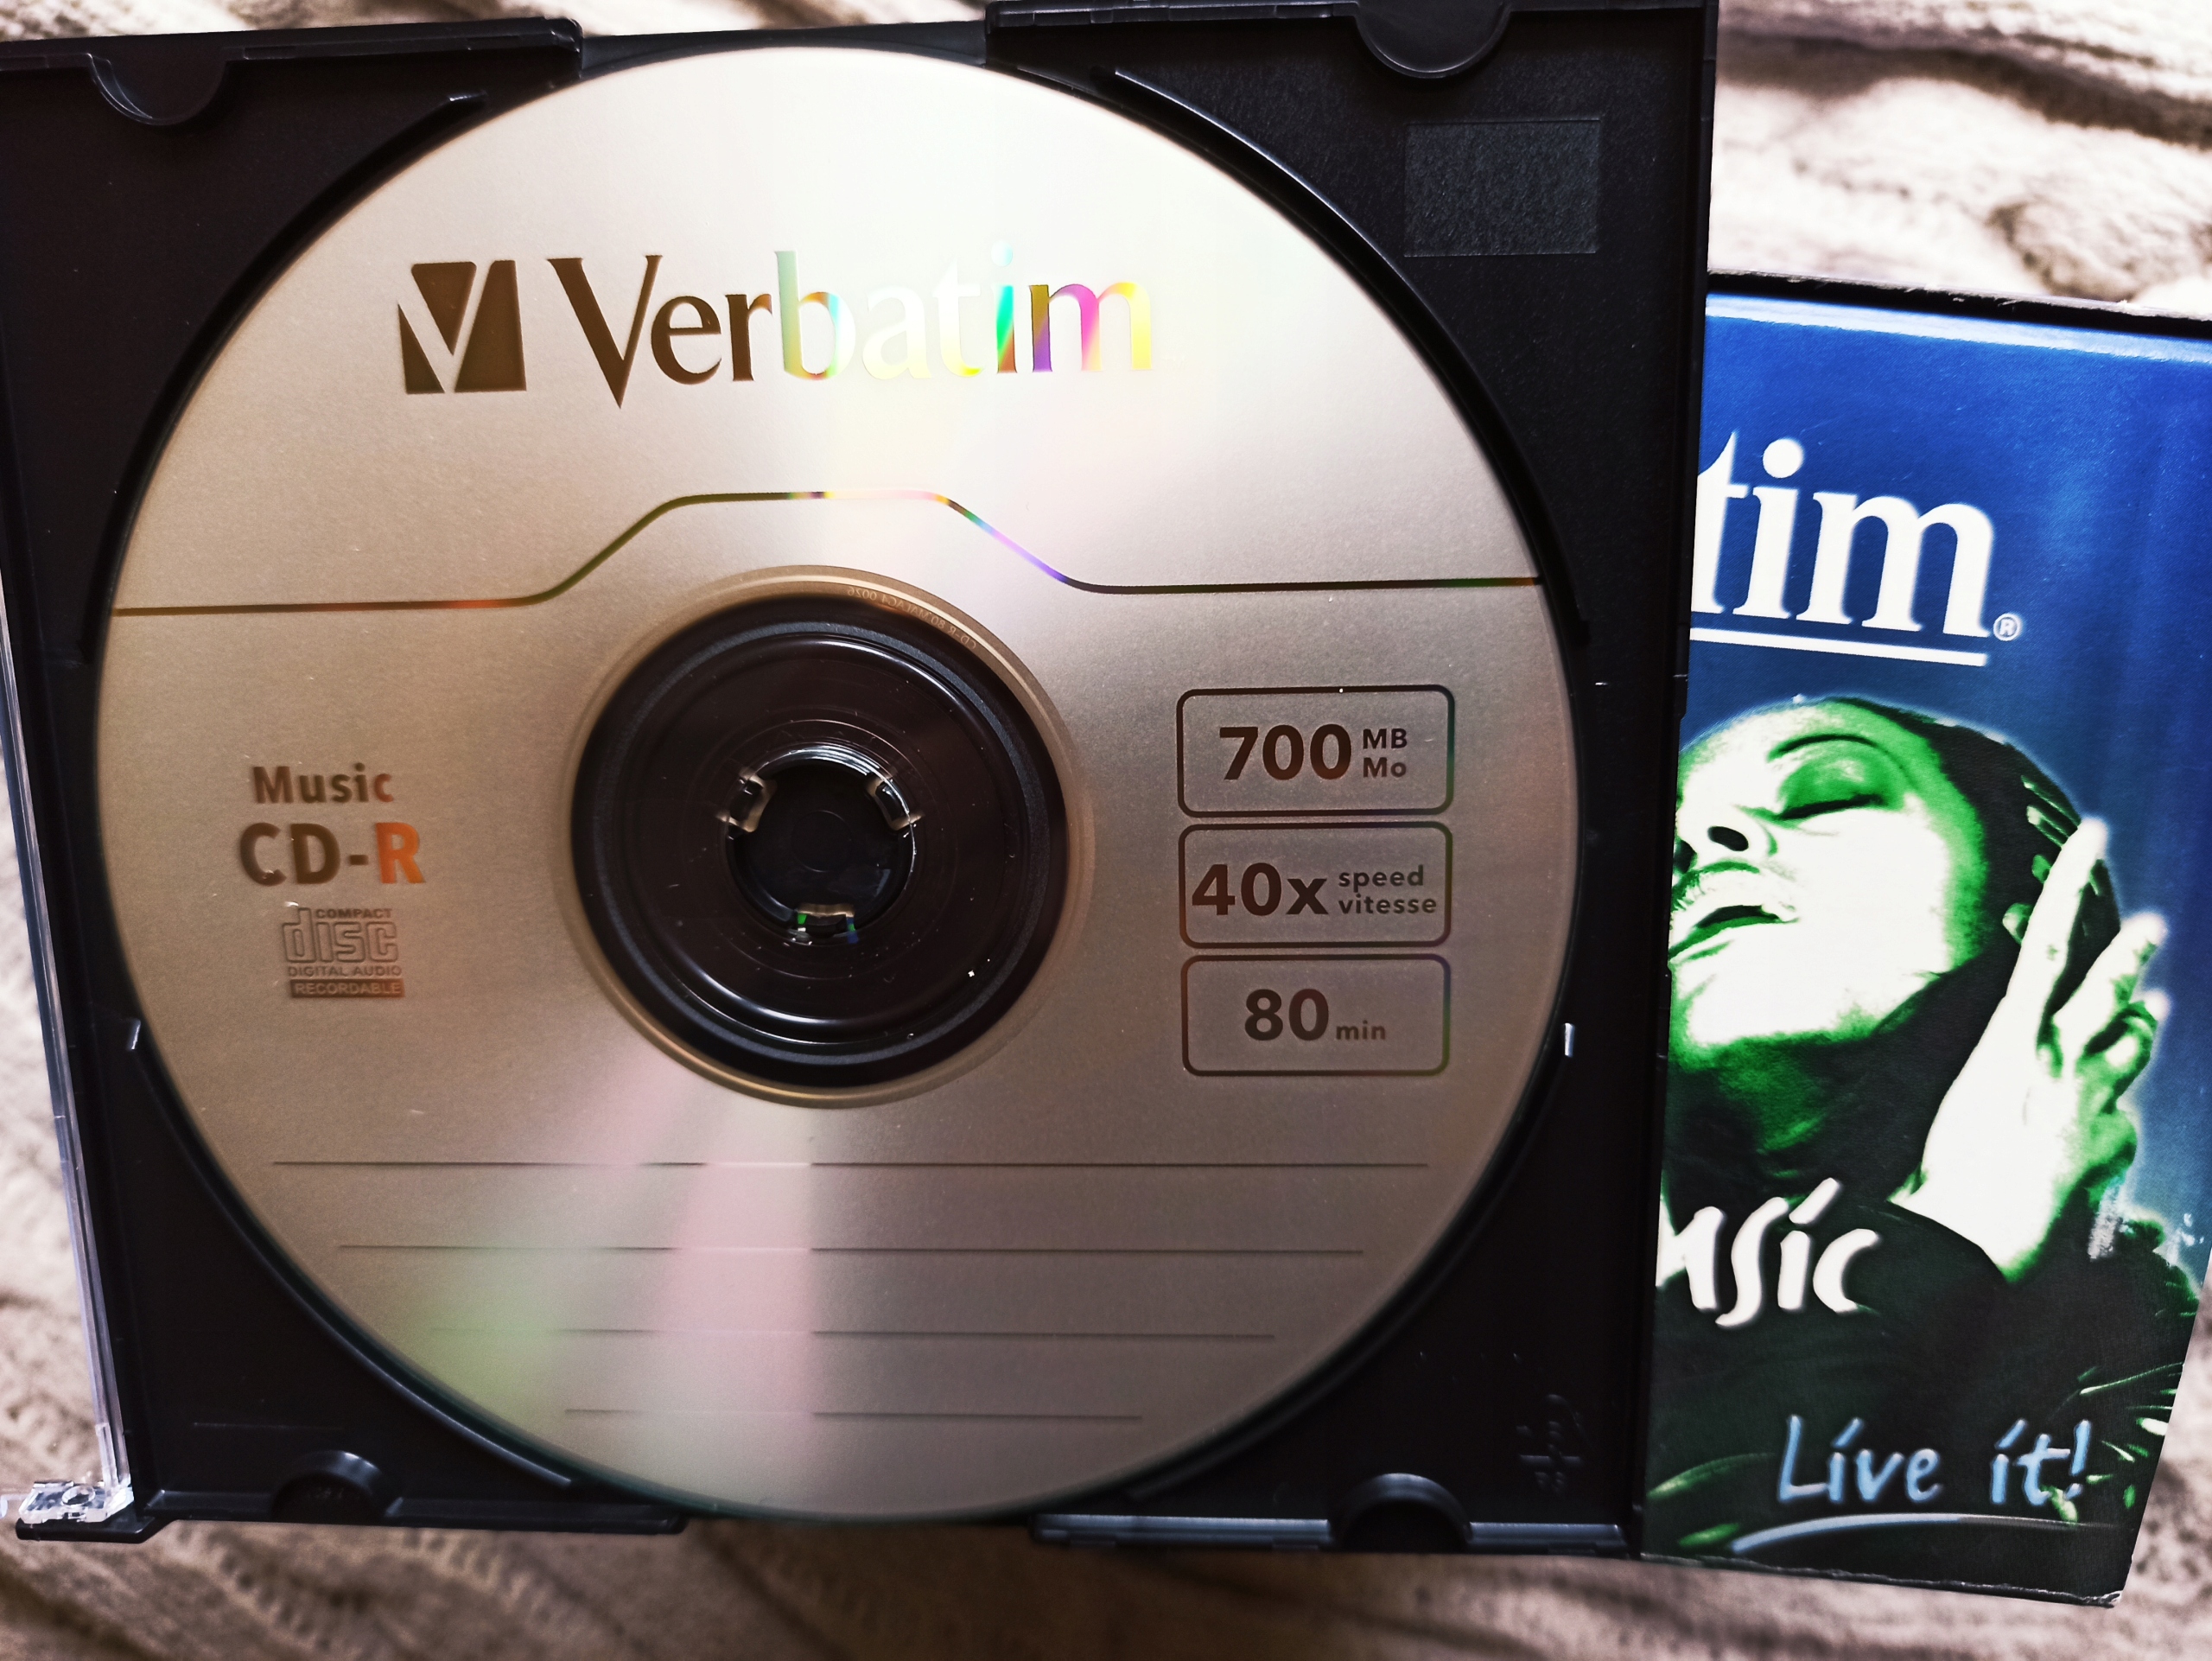 Verbatim
Music
CD-R
COMPACT
disc
DIGITAL AUDIO
RECORDABLE
700 MB
Mo
40x speed
vitesse
80 min
tim®
usic
Live it!